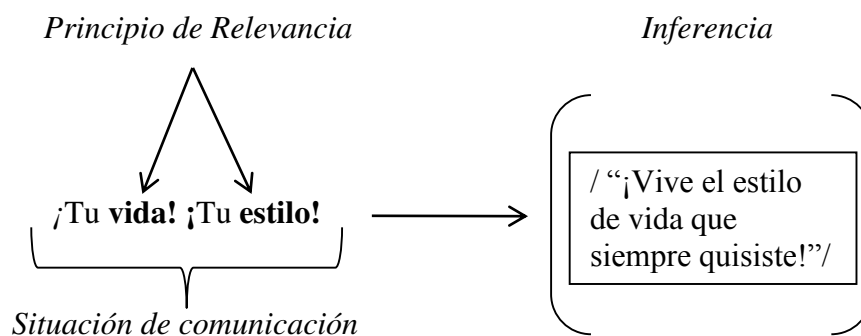 Principio de Relevancia
Inferencia
¡Tu vida! ¡Tu estilo!
/ “¡Vive el estilo
de vida que
siempre quisiste!”/
Situación de comunicación